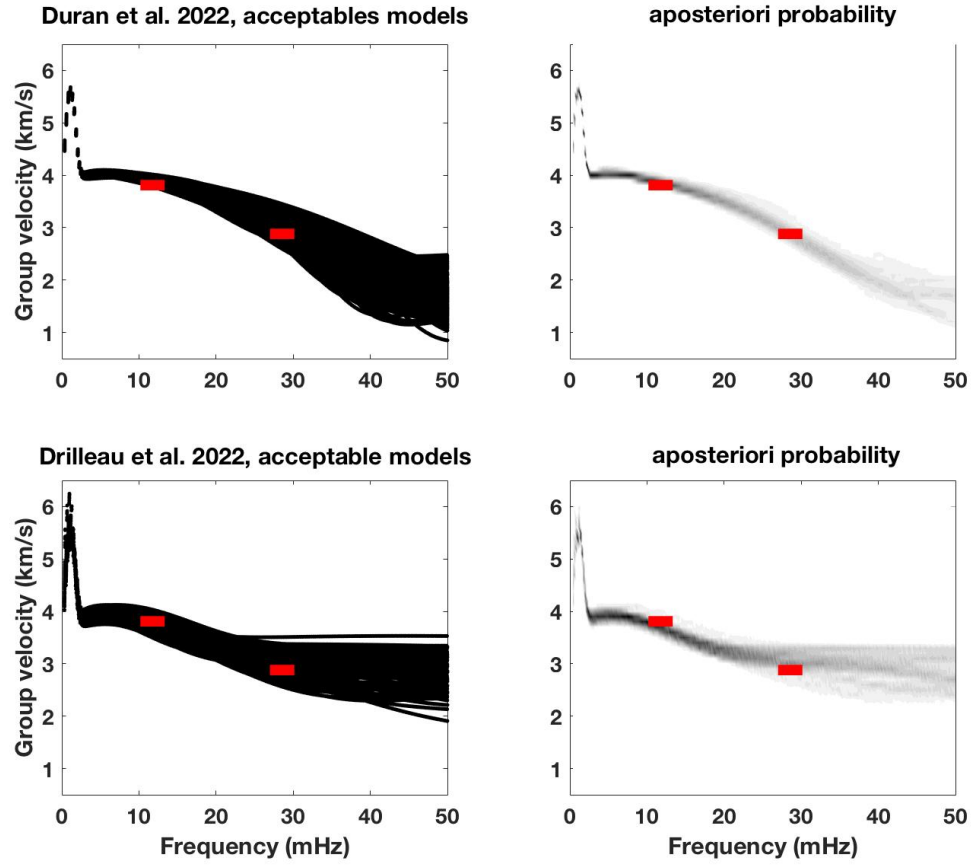 Duran et al. 2022, acceptables models
aposteriori probability
Group velocity (km/s)
6
5
4
3
2
1
0 10 20 30 40 50
6
5
4
3
2
1
0 10 20 30 40 50
Drilleau et al. 2022, acceptable models
aposteriori probability
Group velocity (km/s)
6
5
4
3
2
1
0 10 20 30 40 50
Frequency (mHz)
6
5
4
3
2
1
0 10 20 30 40 50
Frequency (mHz)